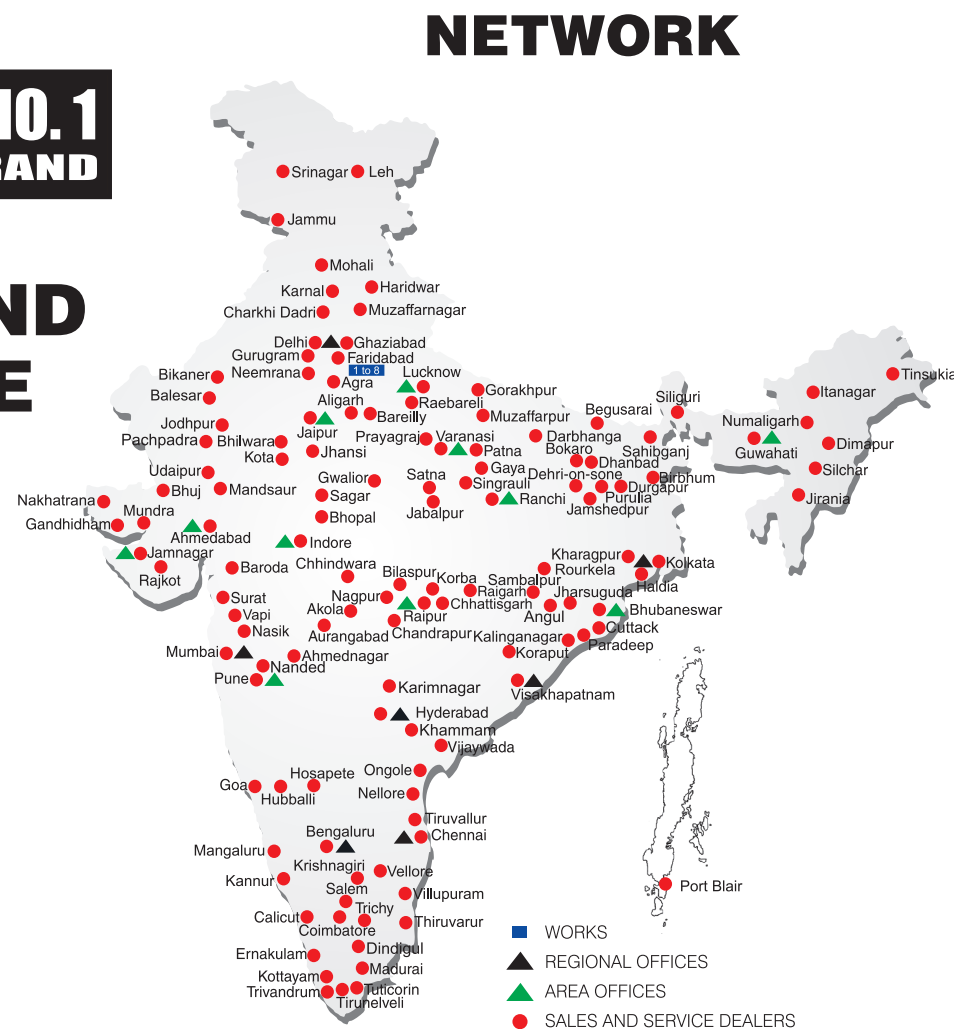 NETWORK
NO. 1
RAND
ND
E
Srinagar
Leh
Jammu
Mohali
Karnal
Haridwar
Charkhi Dadri
Muzaffarnagar
Delhi
Ghaziabad
Gurugram
Faridabad
Neemrana
1 to 8
Lucknow
Agra
Bikaner
Gorakhpur
Balesar
Aligarh
Raebareli
Bareilly
Muzaffarpur
Begusarai
Siliguri
Itanagar
Tinsukia
Numaligarh
Guwahati
Dimapur
Silchar
Jirania
Jodhpur
Jaipur
Pachpadra
Bhilwara
Prayagraj
Varanasi
Darbhanga
Sahibganj
Kota
Jhansi
Patna
Bokaro
Dhanbad
Udaipur
Gwalior
Satna
Gaya
Dehri-on-sone
Birbhum
Bhuj
Mandsaur
Sagar
Singrauli
Durgapur
Nakhatrana
Jabalpur
Ranchi
Purulia
Jamshedpur
Gandhidham
Mundra
Ahmedabad
Bhopal
Indore
Jamnagar
Rajkot
Baroda
Chhindwara
Kharagpur
Rourkela
Kolkata
Haldia
Bilaspur
Korba
Sambalpur
Raigarh
Jharsuguda
Surat
Nagpur
Raipur
Chhattisgarh
Angul
Bhubaneswar
Vapi
Akola
Chandrapur
Cuttack
Nasik
Aurangabad
Kalinganagar
Paradeep
Mumbai
Ahmednagar
Koraput
Nanded
Pune
Karimnagar
Visakhapatnam
Hyderabad
Khammam
Vijaywada
Ongole
Goa
Hosapete
Hubballi
Nellore
Tiruvallur
Bengaluru
Chennai
Mangaluru
Krishnagiri
Vellore
Kannur
Salem
Villupuram
Port Blair
Calicut
Trichy
Coimbatore
Thiruvarur
Dindigul
Ernakulam
Madurai
Kottayam
Trivandrum
Tuticorin
Tirunelveli
WORKS
REGIONAL OFFICES
AREA OFFICES
SALES AND SERVICE DEALERS